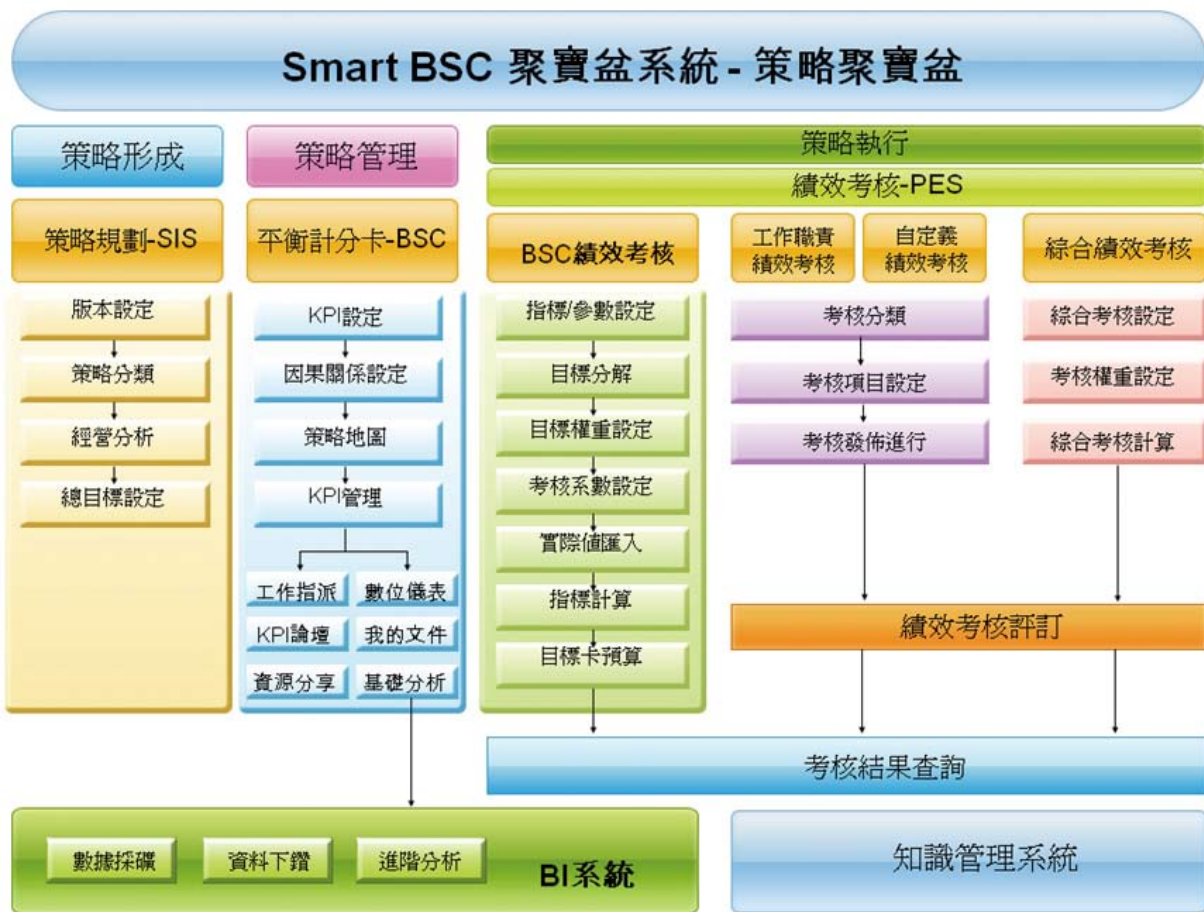 Smart BSC 聚寶盆系統 - 策略聚寶盆
策略形成
策略管理
策略執行
績效考核-PES
策略規劃-SIS
平衡計分卡-BSC
BSC績效考核
工作職責
績效考核
自定義
績效考核
綜合績效考核
版本設定
策略分類
經營分析
總目標設定
KPI設定
因果關係設定
策略地圖
KPI管理
工作指派
數位儀表
KPI論壇
我的文件
資源分享
基礎分析
指標/參數設定
目標分解
目標權重設定
考核系數設定
實際值匯入
指標計算
目標卡預算
考核分類
考核項目設定
考核發佈進行
綜合考核設定
考核權重設定
綜合考核計算
績效考核評訂
考核結果查詢
數據採礦
資料下鑽
進階分析
BI系統
知識管理系統